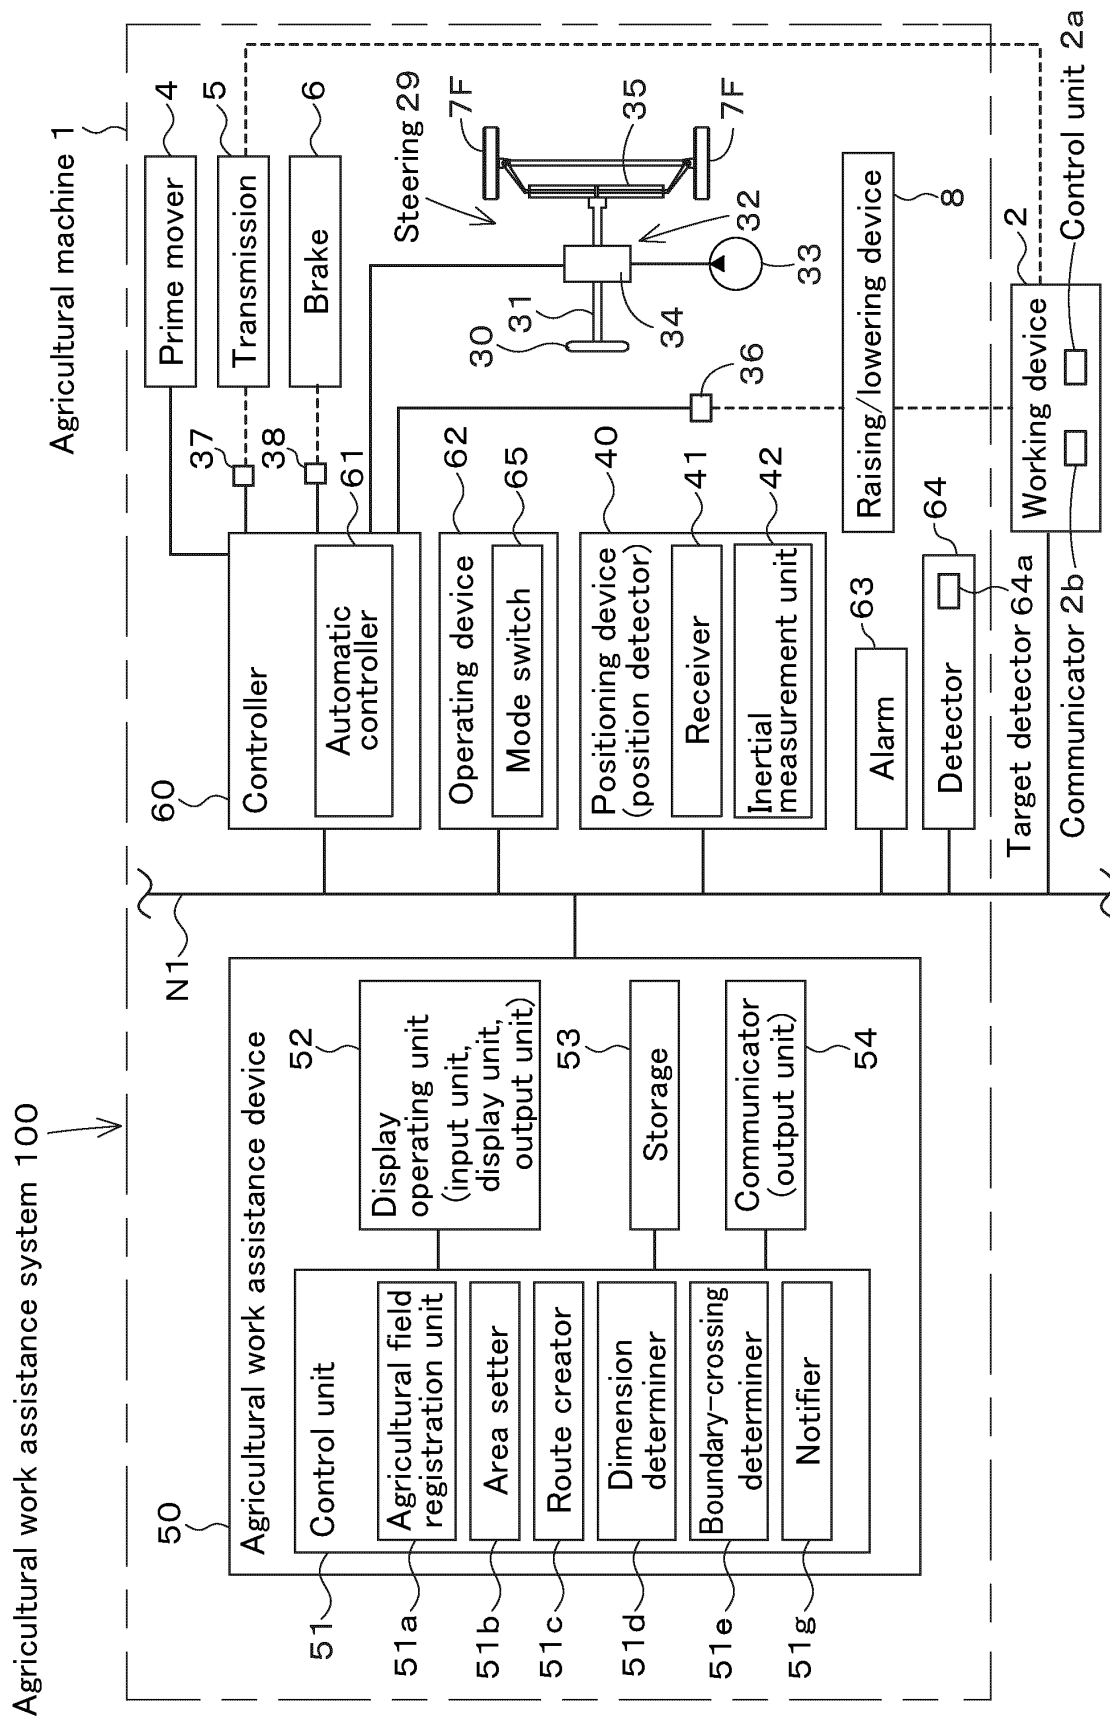 Agricultural work assistance system 100
Agricultural machine 1
50
Agricultural work assistance device
51
Control unit
51a
Agricultural field
registration unit
51b
Area setter
51c
Route creator
51d
Dimension
determiner
51e
Boundary-crossing
determiner
51g
Notifier
52
Display
operating unit
(input unit,
display unit,
output unit)
53
Storage
54
Communicator
(output unit)
N1
60
Controller
61
Automatic
controller
62
Operating device
65
Mode switch
40
Positioning device
(position detector)
41
Receiver
42
Inertial
measurement unit
63
Alarm
64
Detector
Target detector 64a
4
Prime mover
5
Transmission
6
Brake
37
38
Steering 29
7F
35
7F
32
33
34
31
30
36
Raising/lowering device
8
Working device
2
Control unit 2a
Communicator 2b